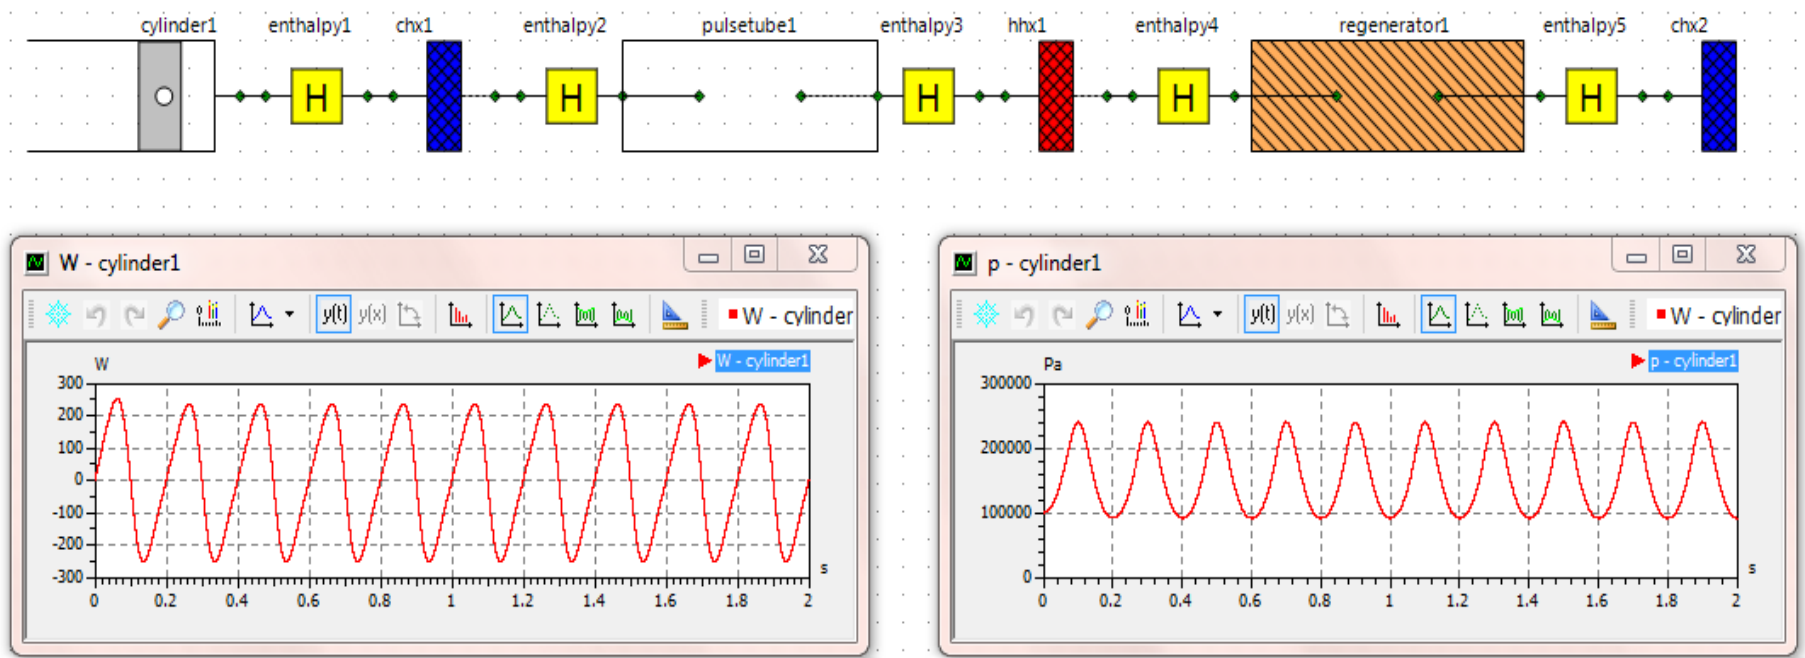 cylinder1 enthalpy1 chx1 enthalpy2 pulsetube1 enthalpy3 hhx1 enthalpy4 regenerator1 enthalpy5 chx2
H H H H H
W - cylinder1
y(t) y(x) W - cylinder
W
W - cylinder1
300
200
100
0
-100
-200
-300
s
0 0.2 0.4 0.6 0.8 1 1.2 1.4 1.6 1.8 2
p - cylinder1
y(t) y(x) W - cylinder
Pa
p - cylinder1
300000
200000
100000
0
s
0 0.2 0.4 0.6 0.8 1 1.2 1.4 1.6 1.8 2